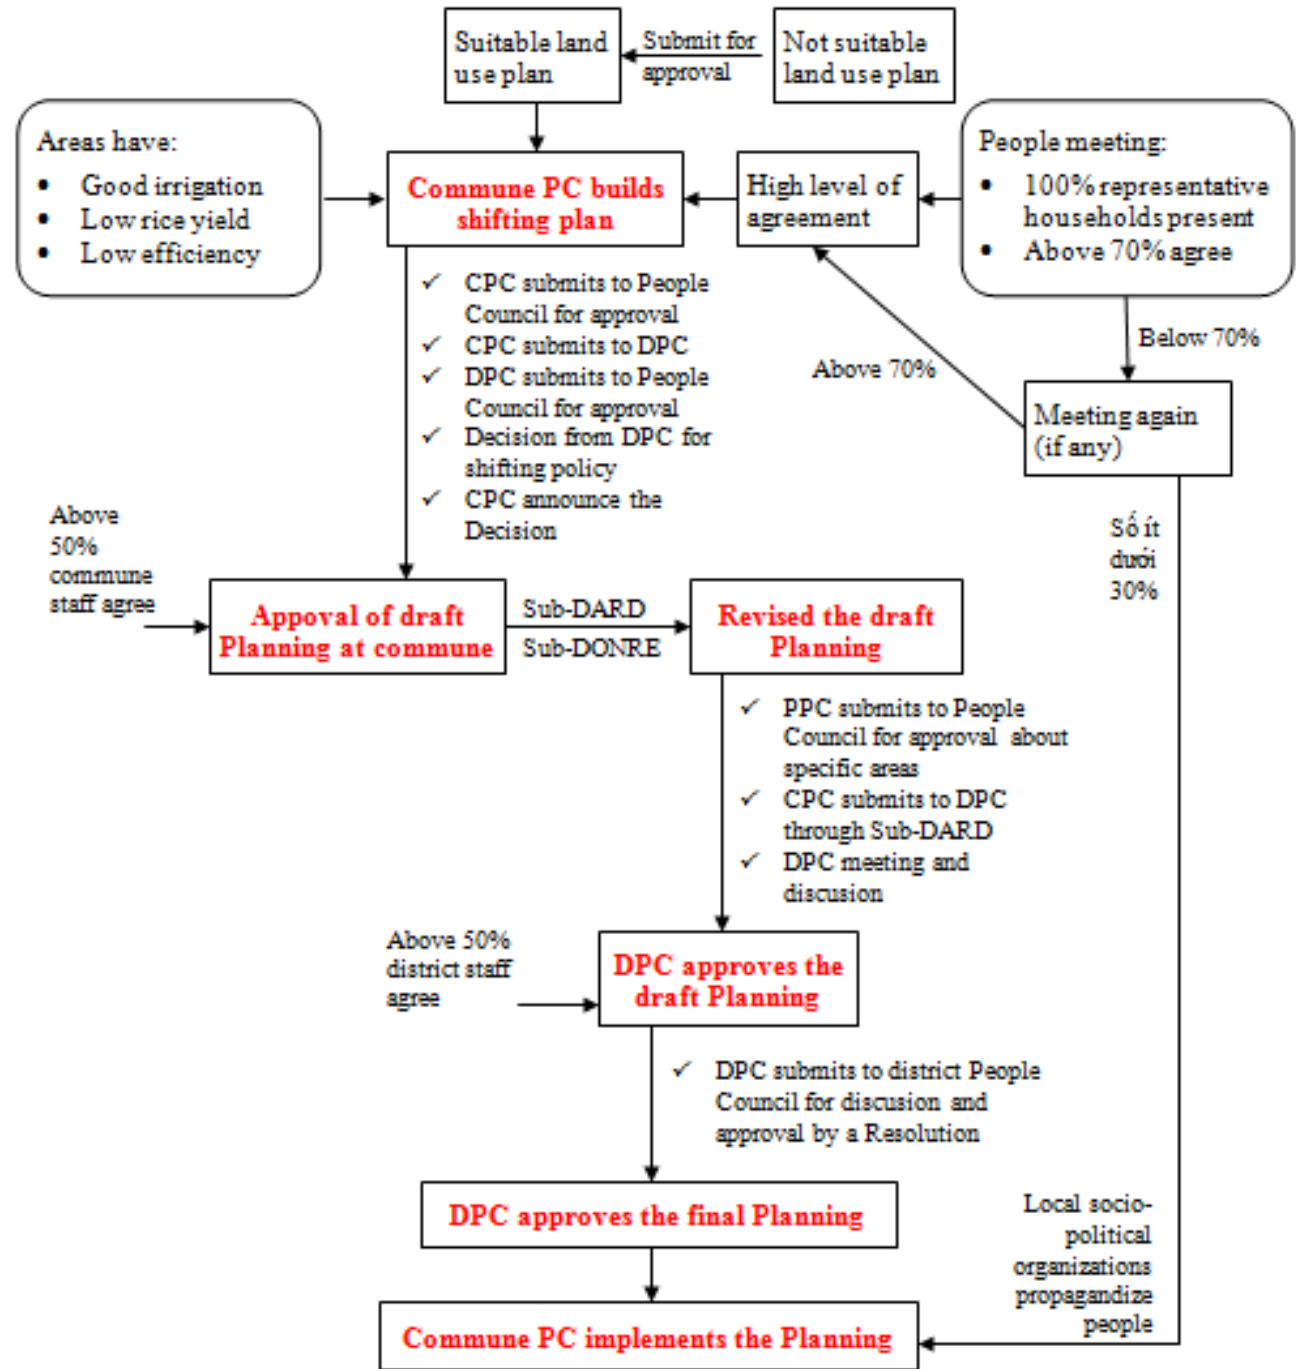 Suitable land
use plan
Submit for
approval
Not suitable
land use plan
Areas have:
• Good irrigation
• Low rice yield
• Low efficiency
Commune PC builds
shifting plan
High level of
agreement
People meeting:
• 100% representative
households present
• Above 70% agree
✓ CPC submits to People
Council for approval
✓ CPC submits to DPC
✓ DPC submits to People
Council for approval
✓ Decision from DPC for
shifting policy
✓ CPC announce the
Decision
Above 70%
Below 70%
Meeting again
(if any)
Above
50%
commune
staff agree
Số ít
dưới
30%
Appoval of draft
Planning at commune
Sub-DARD
Sub-DONRE
Revised the draft
Planning
✓ PPC submits to People
Council for approval about
specific areas
✓ CPC submits to DPC
through Sub-DARD
✓ DPC meeting and
discusion
Above 50%
district staff
agree
DPC approves the
draft Planning
✓ DPC submits to district People
Council for discusion and
approval by a Resolution
DPC approves the final Planning
Local socio-
political
organizations
propagandize
people
Commune PC implements the Planning